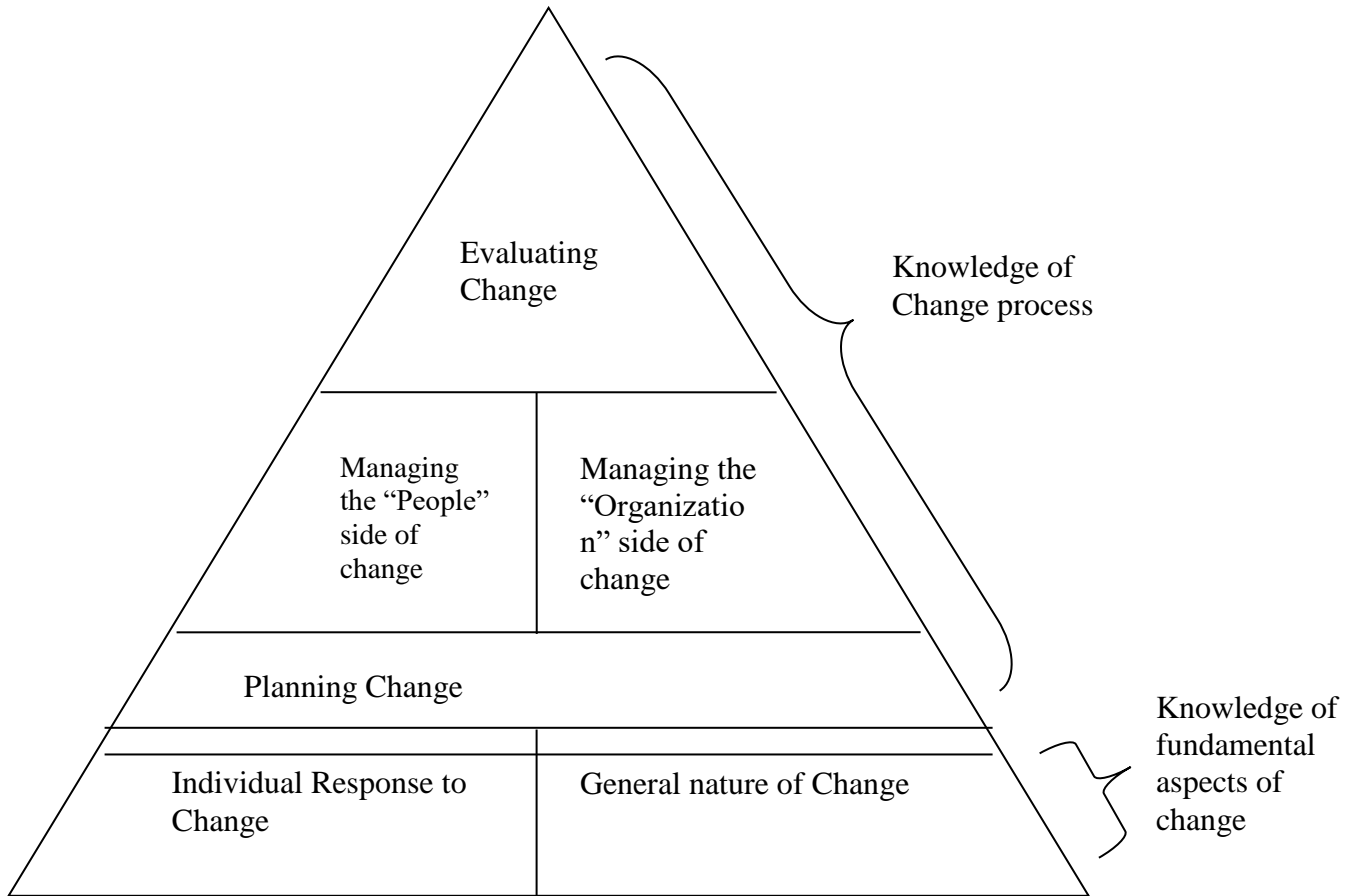 Evaluating
Change
Knowledge of
Change process
Managing
the “People”
side of
change
Managing the
“Organizatio
n” side of
change
Planning Change
Knowledge of
fundamental
aspects of
change
Individual Response to
Change
General nature of Change